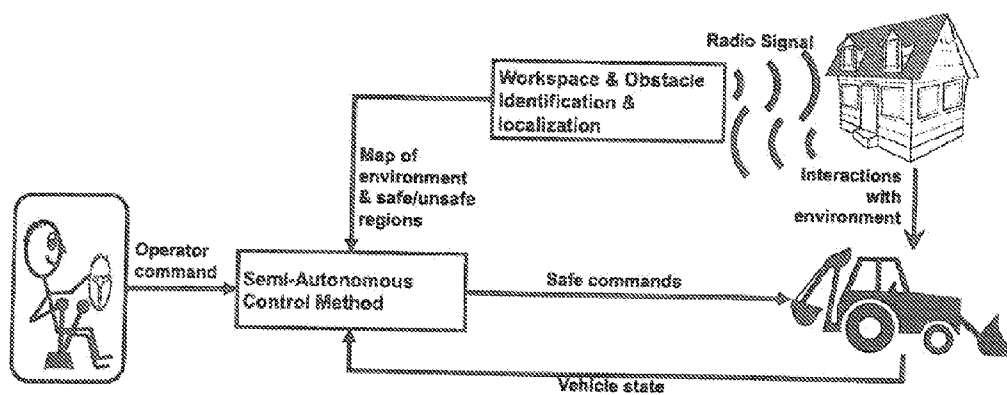 Radio Signal
Workspace & Obstacle
Identification &
localization
Map of
environment
& safe/unsafe
regions
Interactions
with
environment
Operator
command
Semi-Autonomous
Control Method
Safe commands
Vehicle state